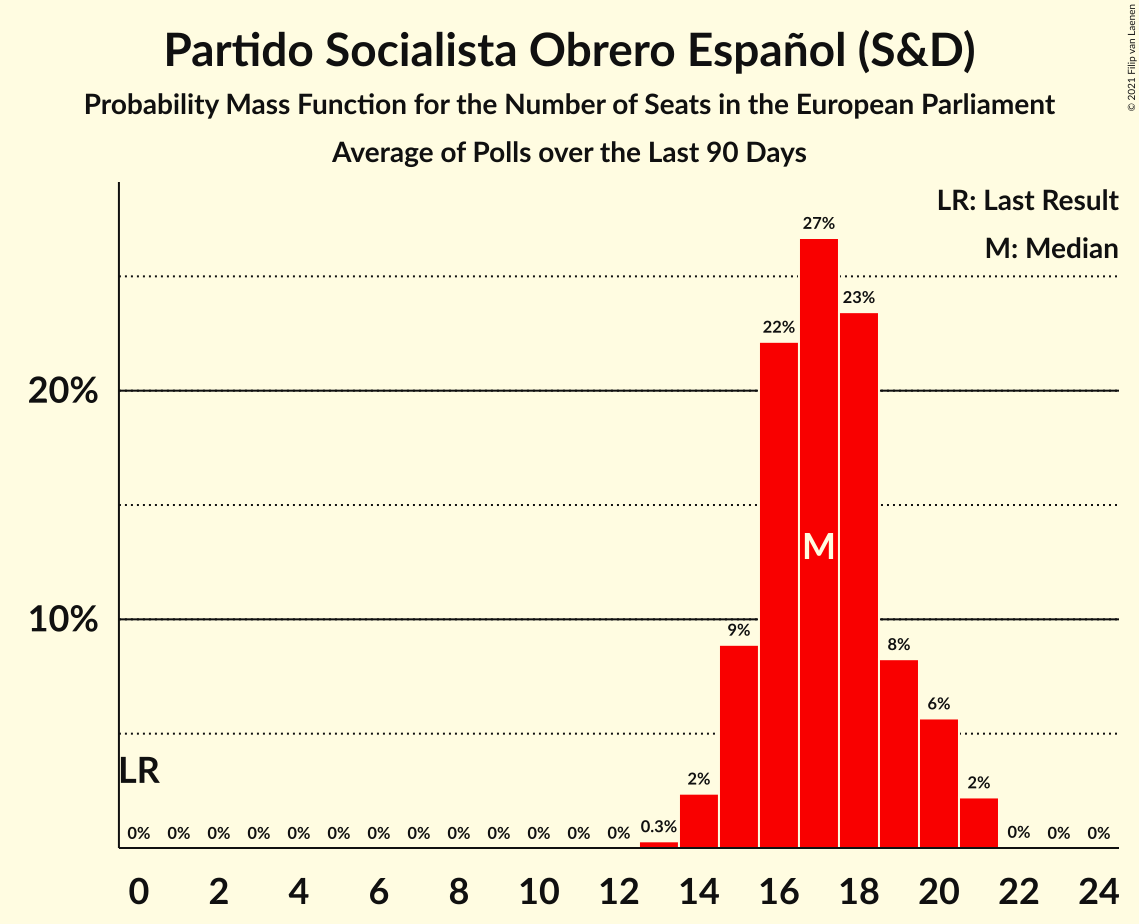 Partido Socialista Obrero Español (S&D)
Probability Mass Function for the Number of Seats in the European Parliament
Average of Polls over the Last 90 Days
© 2021 Filip van Laenen
LR: Last Result
M: Median
27%
23%
22%
20%
M
10%
9%
8%
6%
LR
2%
2%
0% 0% 0% 0% 0% 0% 0% 0% 0% 0% 0% 0% 0% 0.3% 0% 0% 0%
0 2 4 6 8 10 12 14 16 18 20 22 24